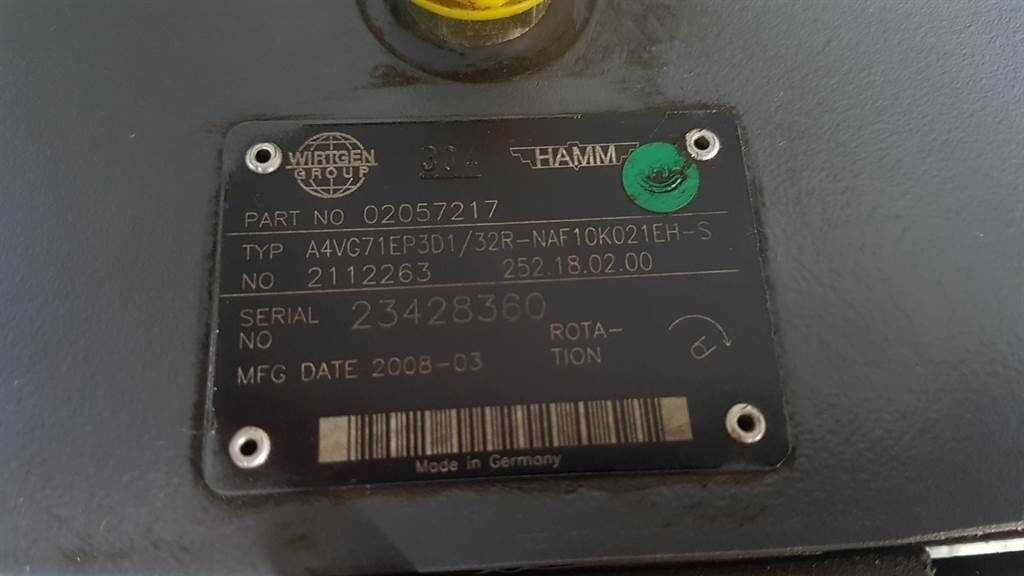 WIRTGEN
GROUP
HAMM
PART NO 02057217
TYP A4VG71EP3D1/32R-NAF10K021EH-S
NO 2112263 252.18.02.00
SERIAL NO 23428360
MFG DATE 2008-03
ROTA-
TION
Made in Germany